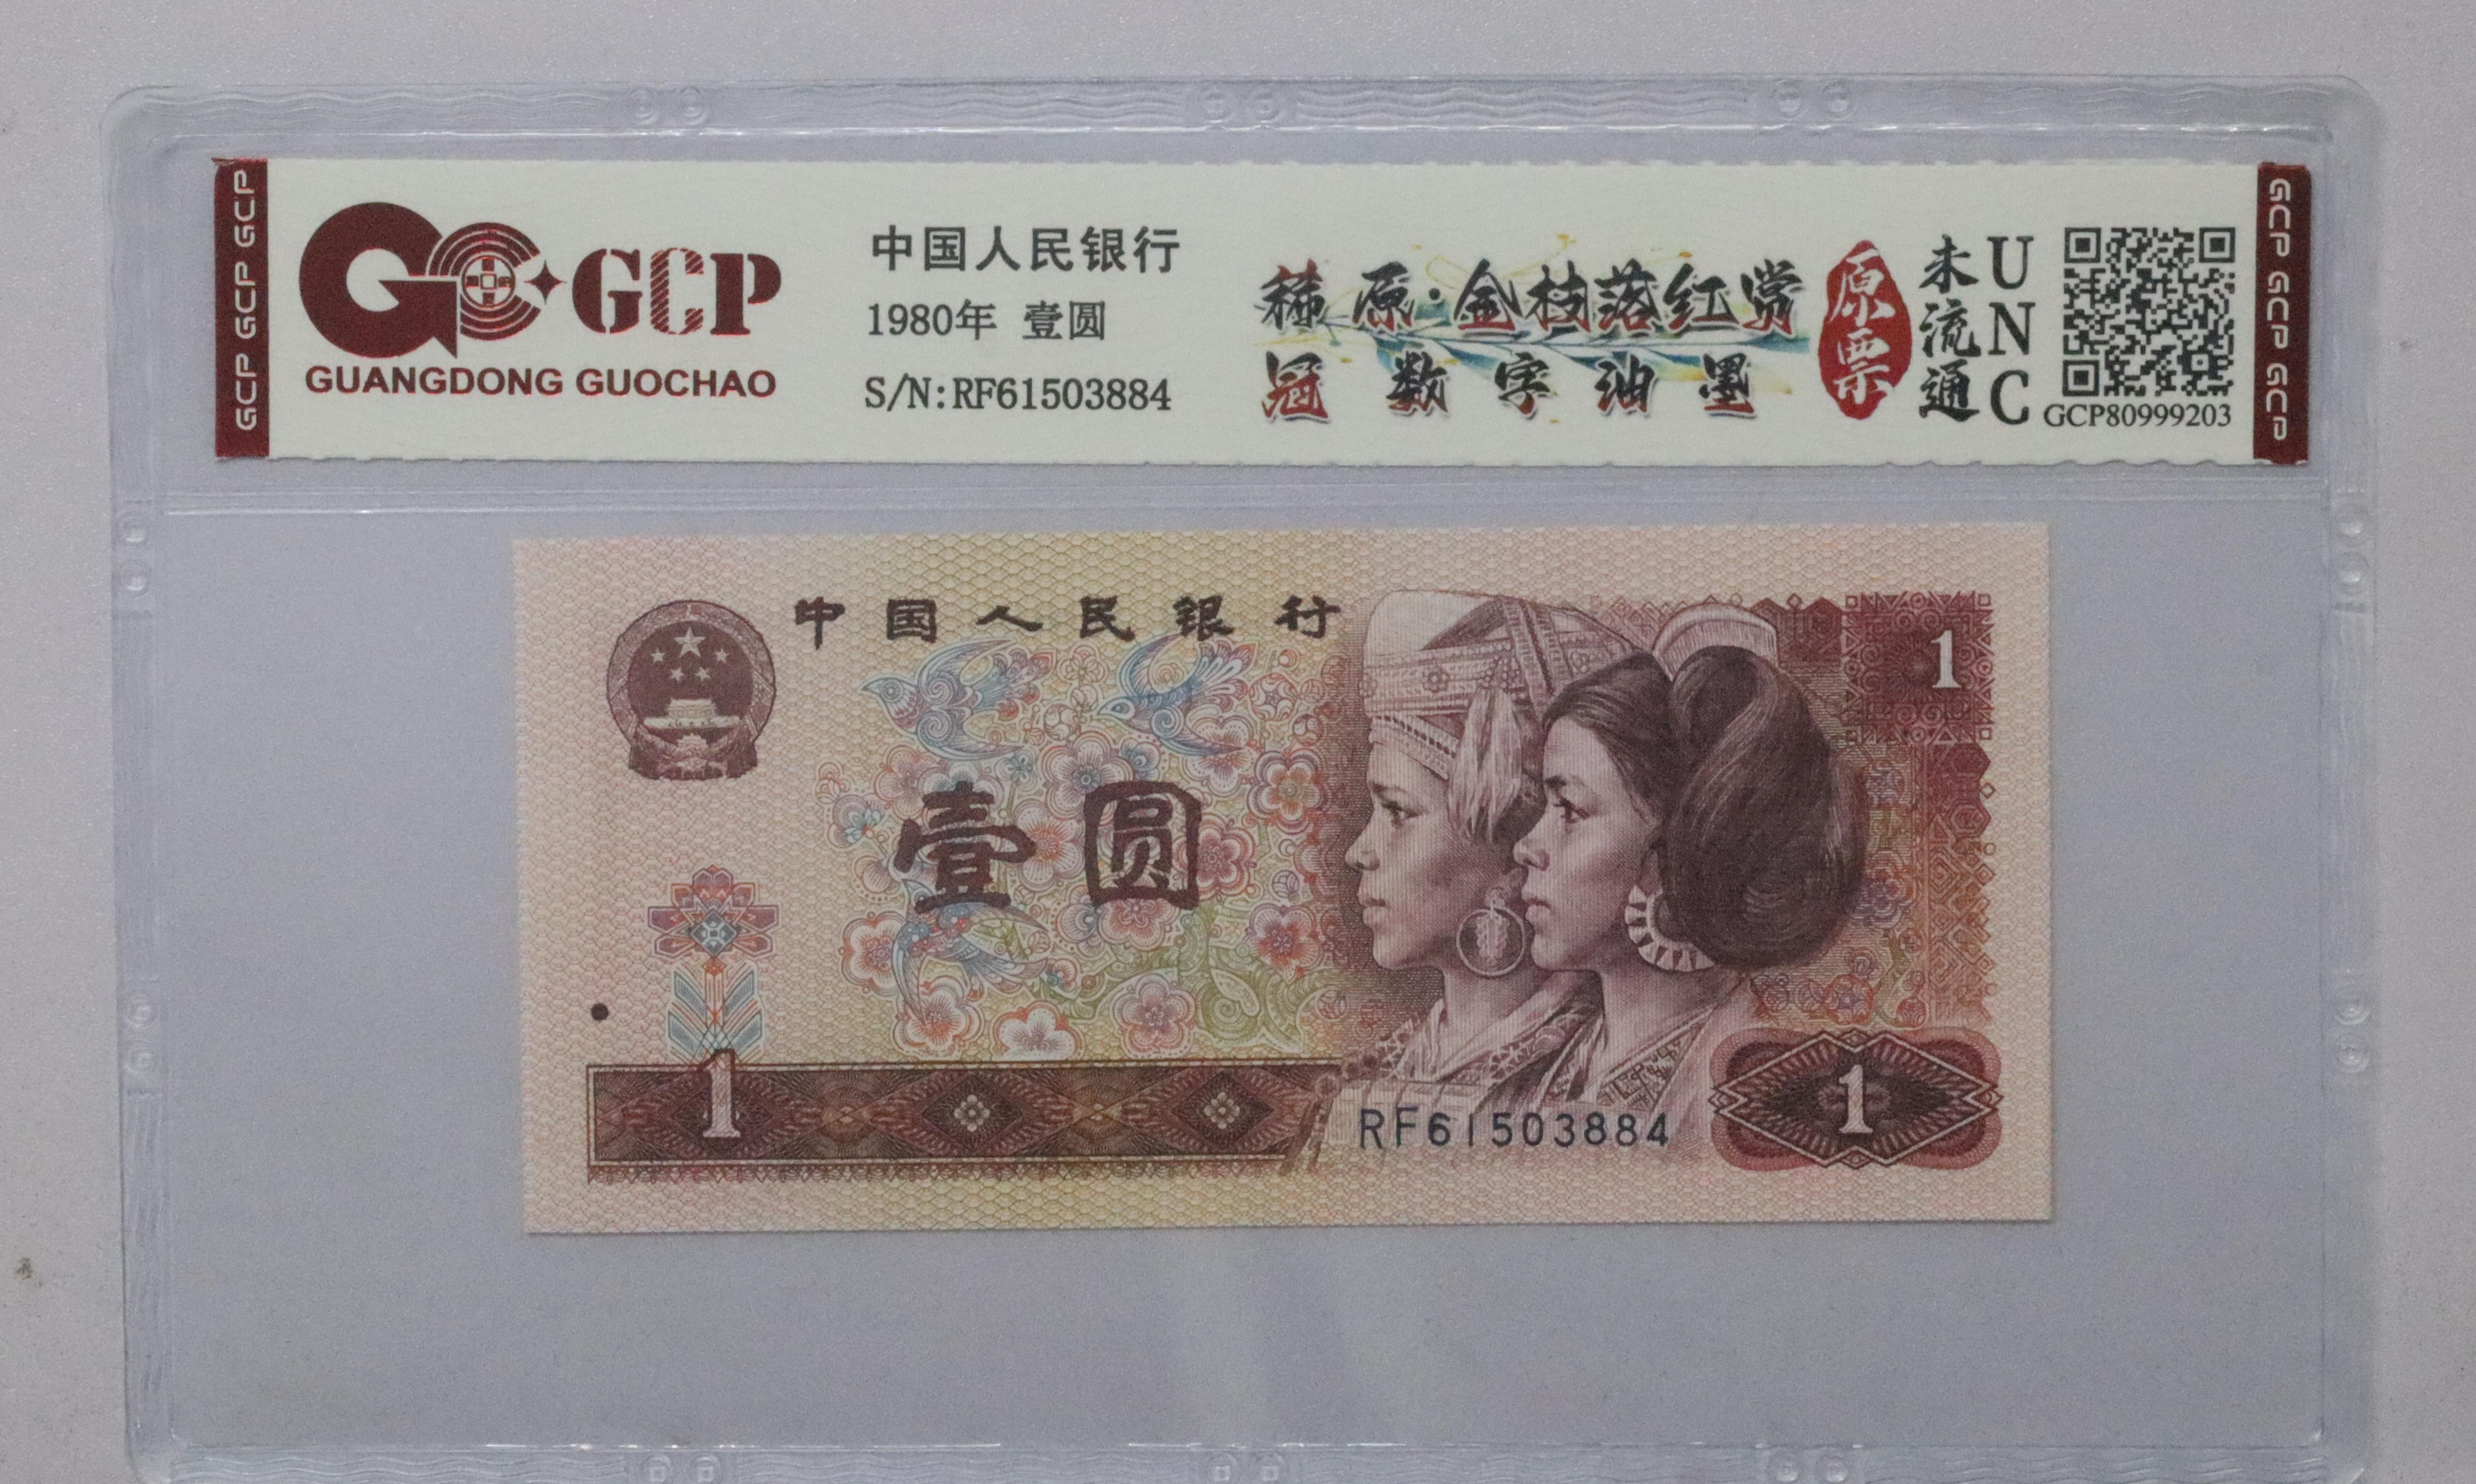 GCP GCP GCP
GCP
GUANGDONG GUOCHAO
中国人民银行
1980年 壹圆
S/N:RF61503884
稀原·金枝落红赏
冠数字油墨
原票
未流通
UNC
GCP80999203
GCP GCP GCP
中国人民银行
1
壹圆
1
RF61503884
1